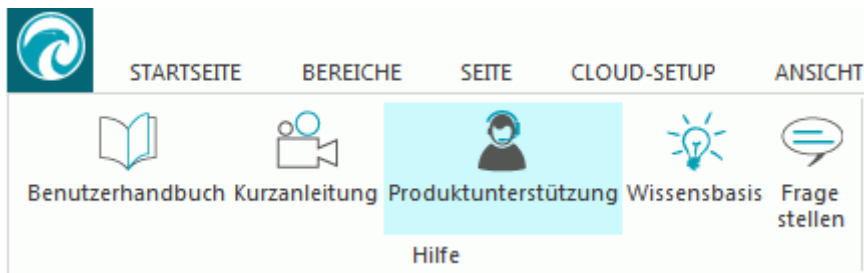 STARTSEITE BEREICHE SEITE CLOUD-SETUP ANSICHT
Benutzerhandbuch Kurzanleitung Produktunterstützung Wissensbasis Frage stellen
Hilfe